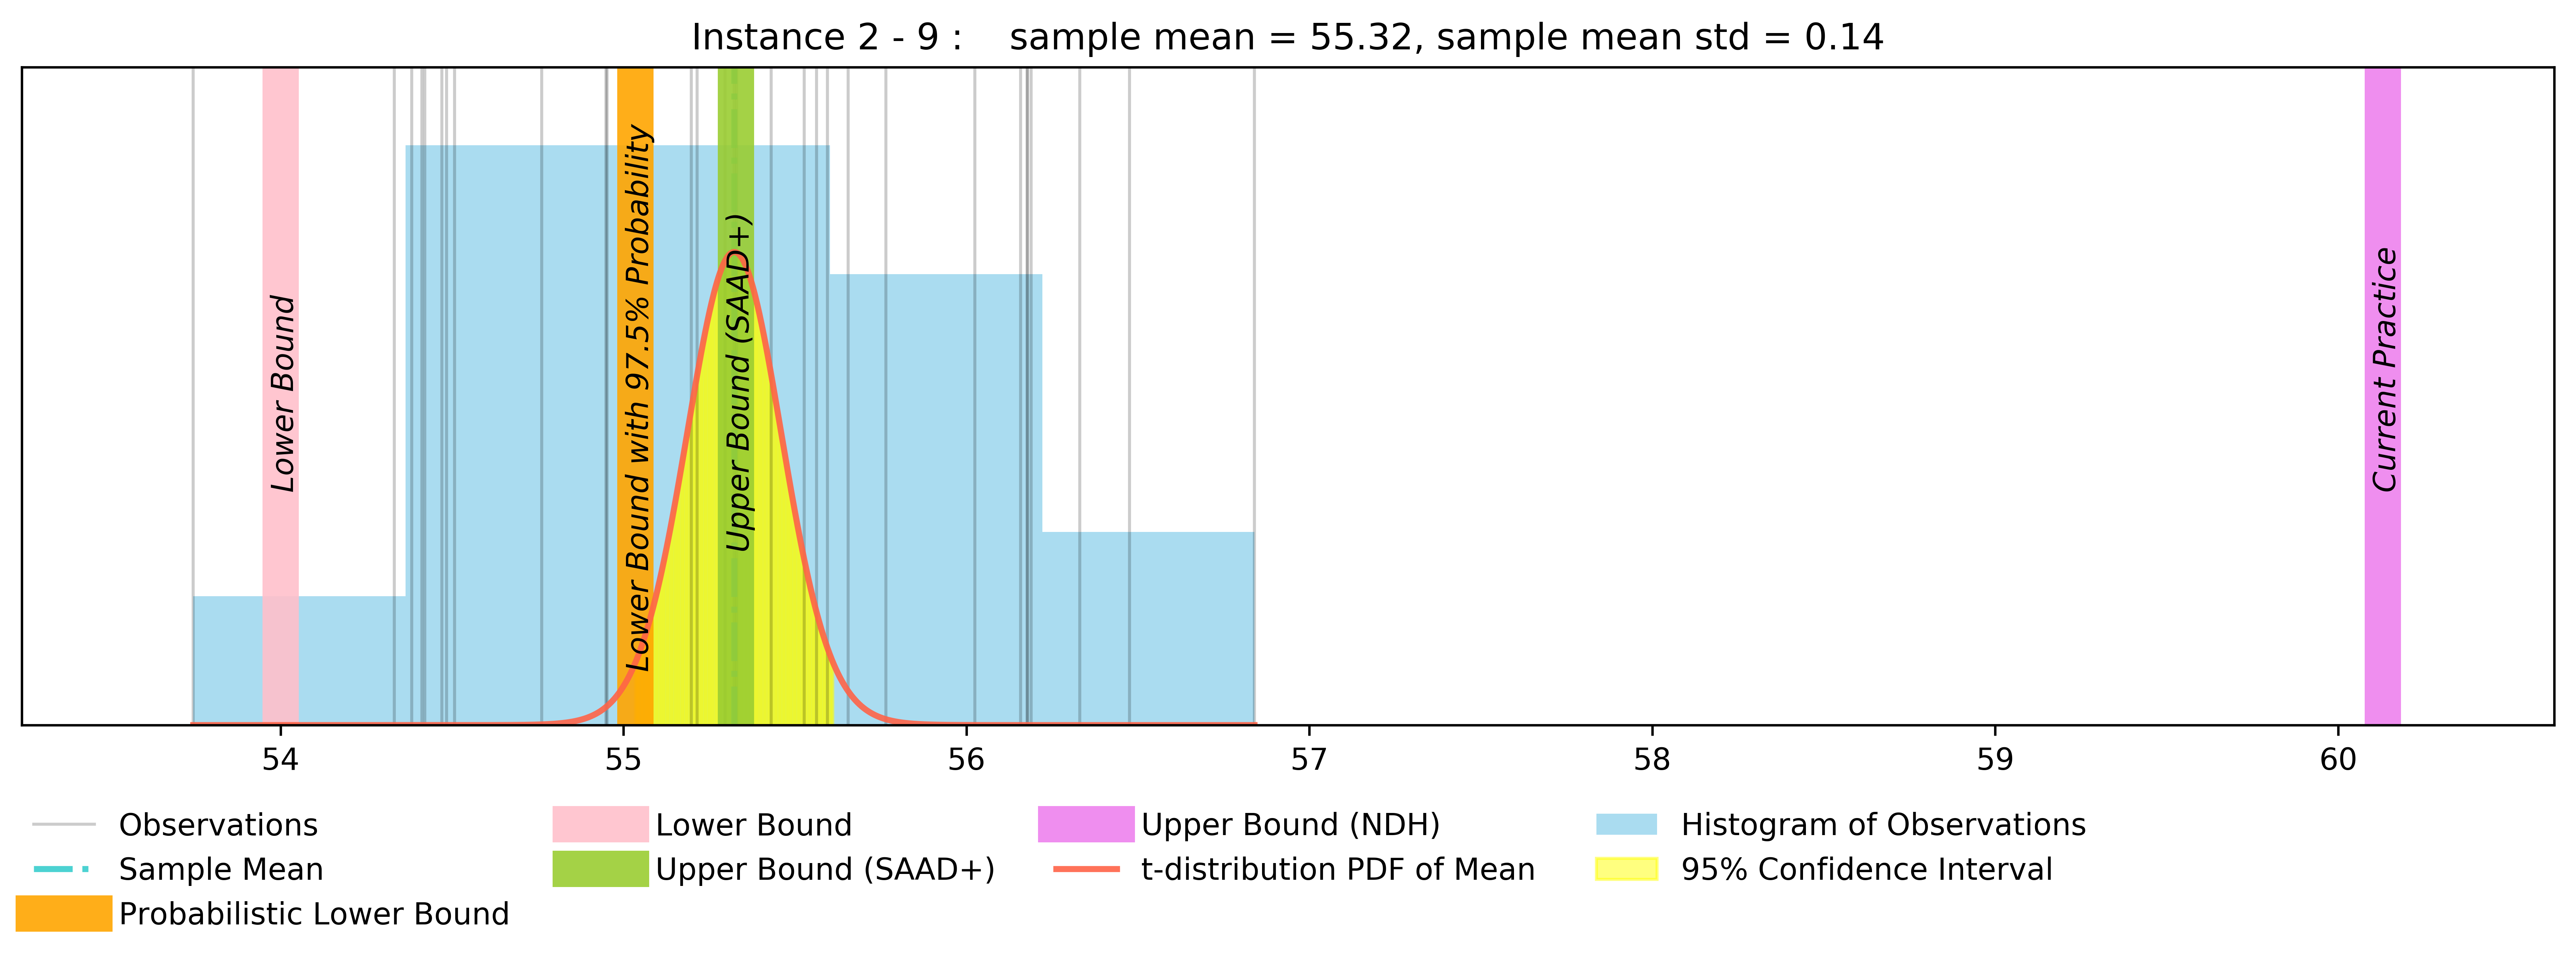 Instance 2 - 9 :    sample mean = 55.32, sample mean std = 0.14
Lower Bound
Lower Bound with 97.5% Probability
Upper Bound (SAAD+)
Current Practice
54 55 56 57 58 59 60
Observations
Sample Mean
Probabilistic Lower Bound
Lower Bound
Upper Bound (SAAD+)
Upper Bound (NDH)
t-distribution PDF of Mean
Histogram of Observations
95% Confidence Interval